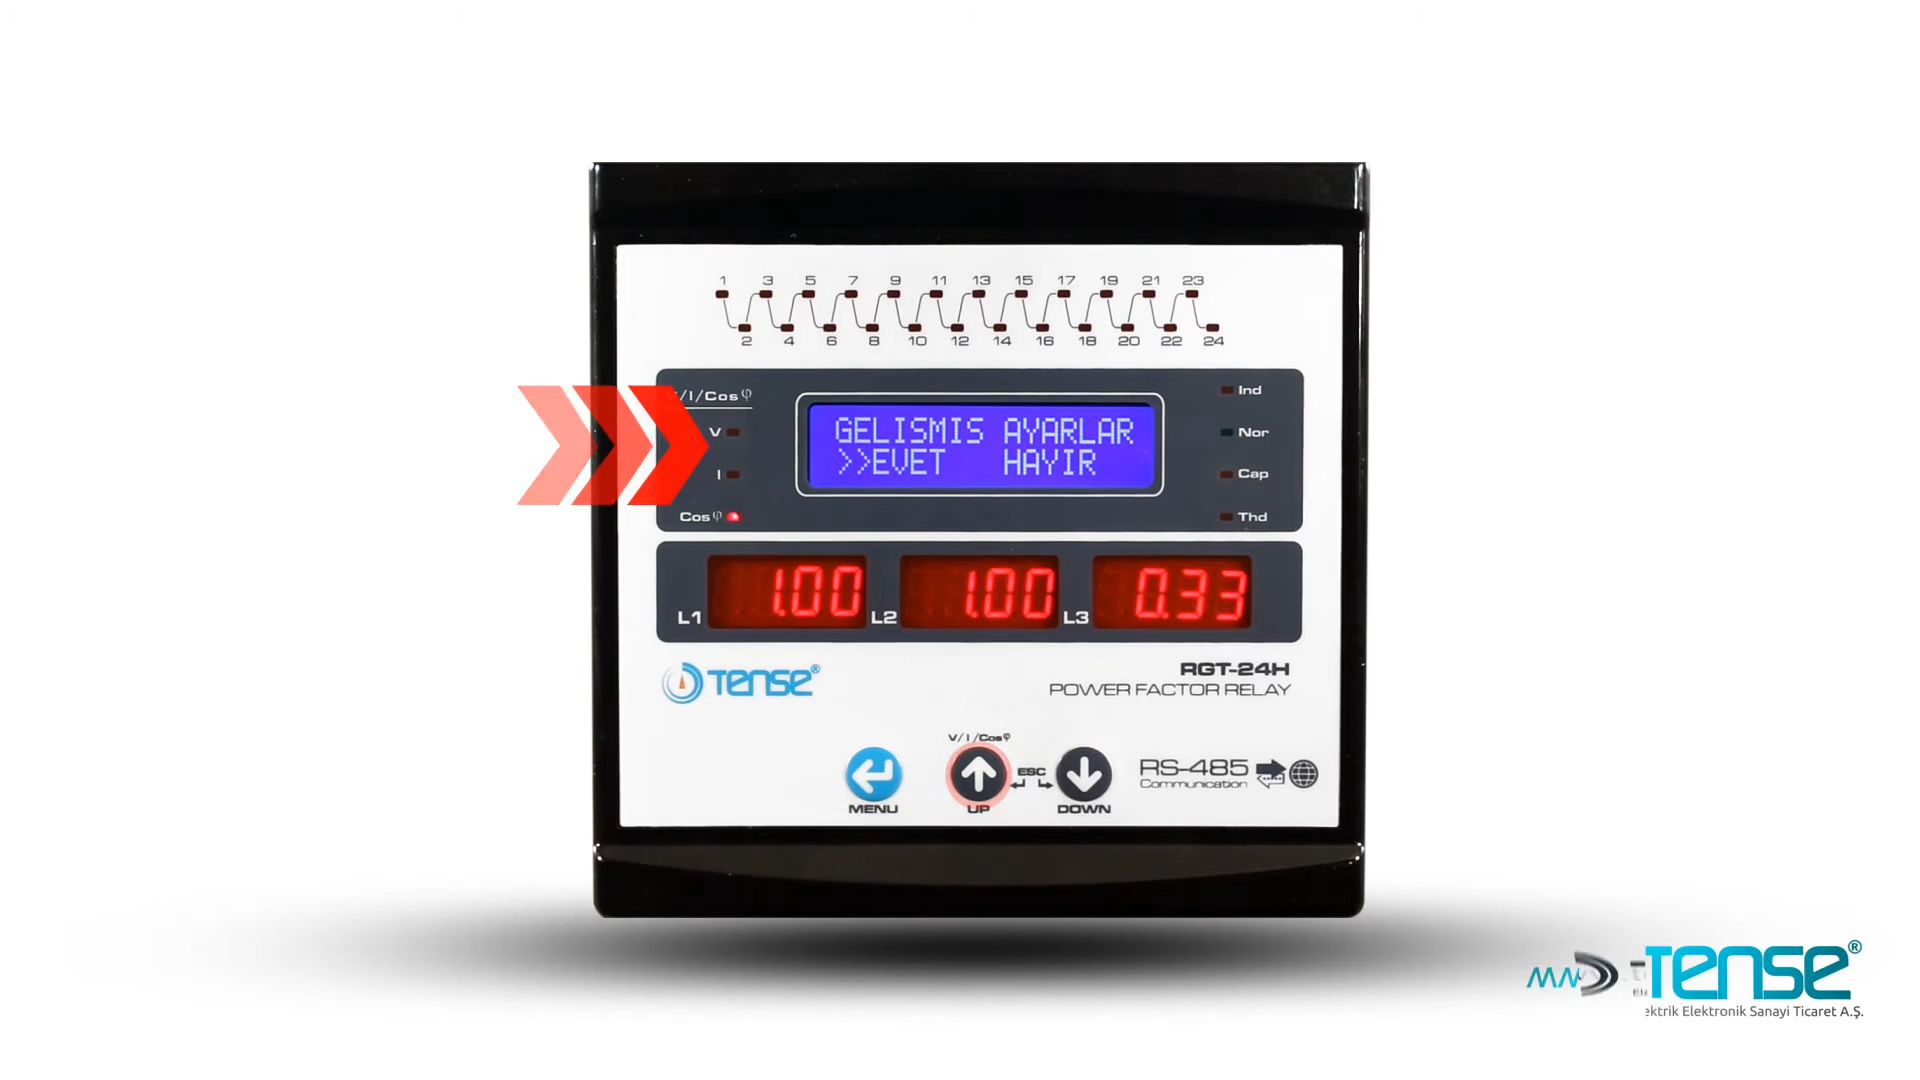 1 3 5 7 9 11 13 15 17 19 21 23
2 4 6 8 10 12 14 16 18 20 22 24
/I/Cosφ
V
I
Cosφ
GELISMIS AYARLAR
>>EVET HAYIR
Ind
Nor
Cap
Thd
L1 1.00 L2 1.00 L3 0.33
TENSE®
RGT-24H
POWER FACTOR RELAY
V/I/Cosφ
ESC
MENU UP DOWN
RS-485
Communication
TENSE®
ektrik Elektronik Sanayi Ticaret A.Ş.